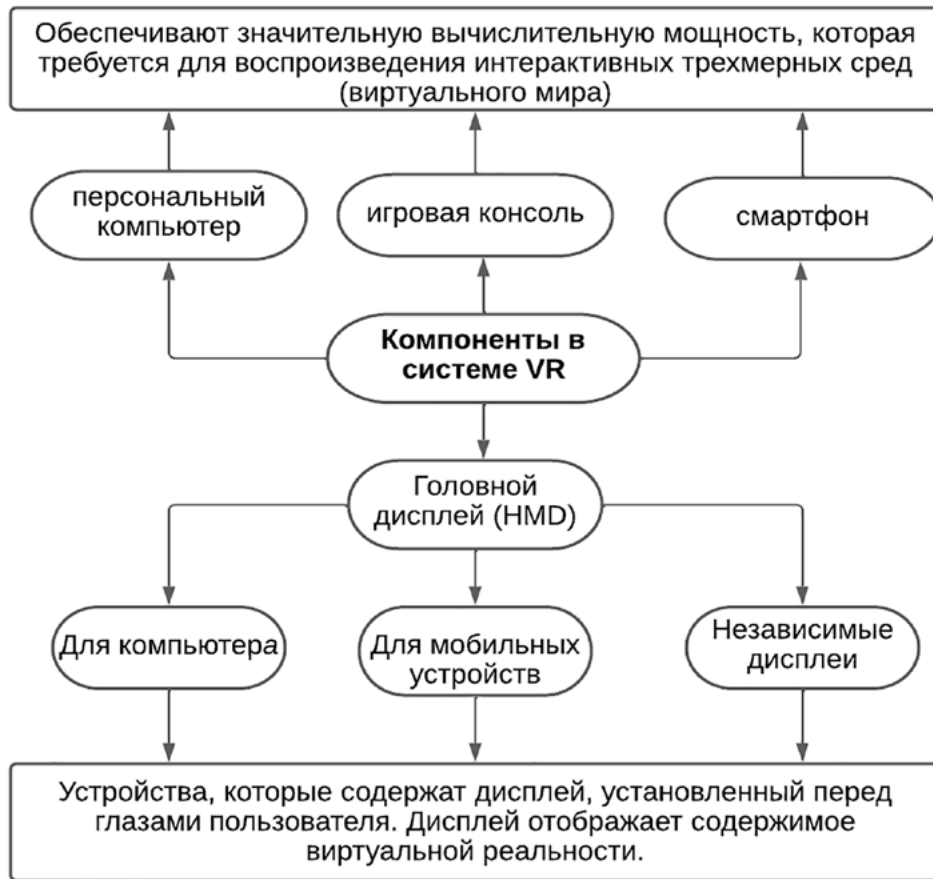 Обеспечивают значительную вычислительную мощность, которая
требуется для воспроизведения интерактивных трехмерных сред
(виртуального мира)
персональный
компьютер
игровая консоль
смартфон
Компоненты в
системе VR
Головной
дисплей (HMD)
Для компьютера
Для мобильных
устройств
Независимые
дисплеи
Устройства, которые содержат дисплей, установленный перед
глазами пользователя. Дисплей отображает содержимое
виртуальной реальности.